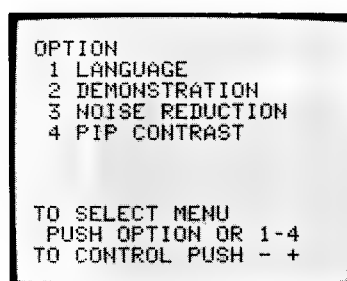 OPTION
1 LANGUAGE
2 DEMONSTRATION
3 NOISE REDUCTION
4 PIP CONTRAST
TO SELECT MENU
PUSH OPTION OR 1-4
TO CONTROL PUSH - +